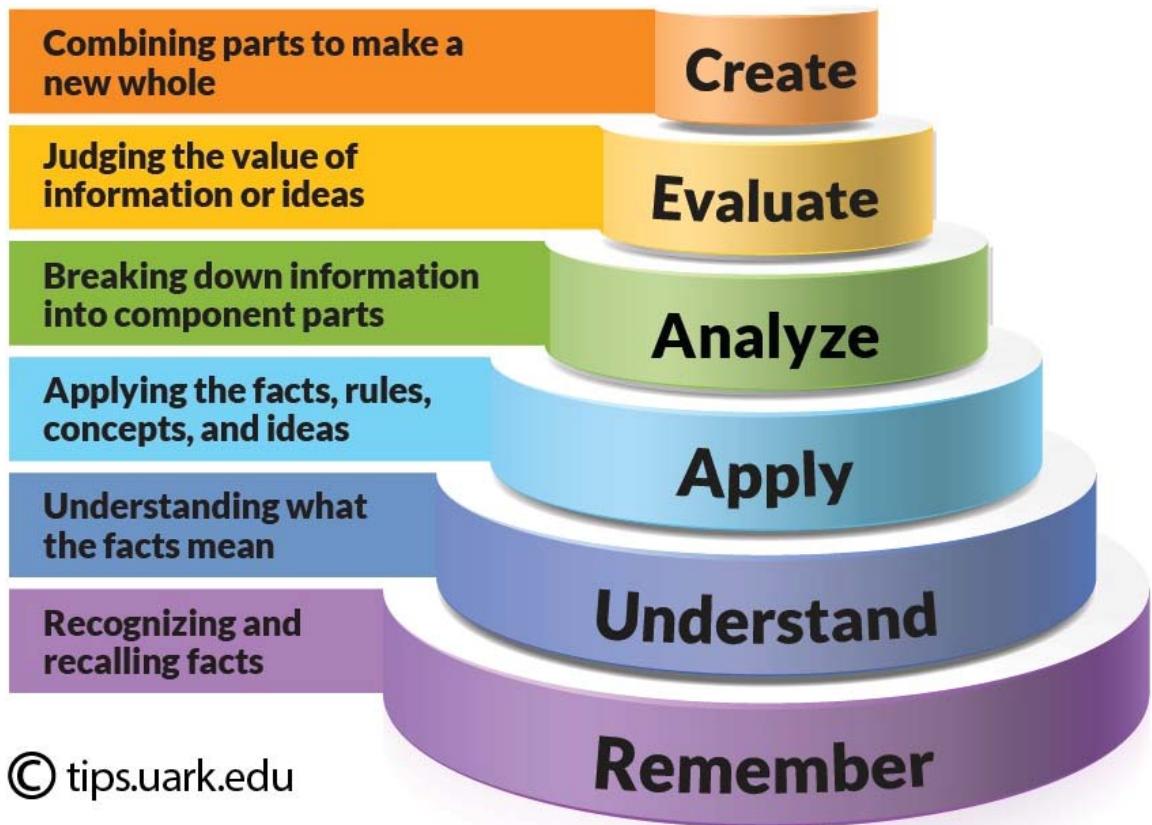 Combining parts to make a
new whole
Create
Judging the value of
information or ideas
Evaluate
Breaking down information
into component parts
Analyze
Applying the facts, rules,
concepts, and ideas
Apply
Understanding what
the facts mean
Understand
Recognizing and
recalling facts
Remember
© tips.uark.edu